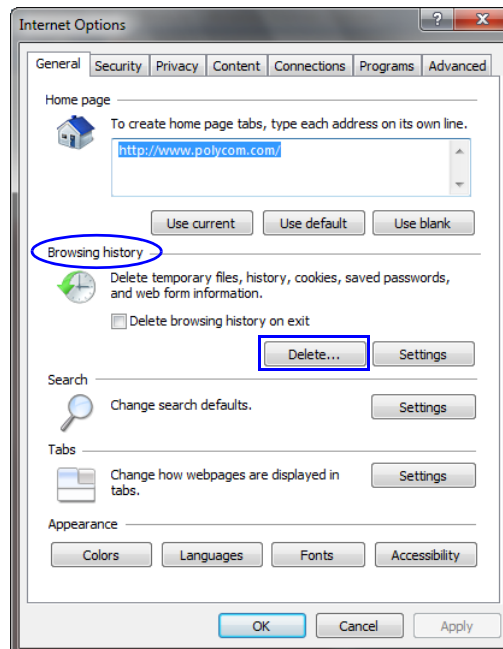 Internet Options
?
X
General Security Privacy Content Connections Programs Advanced
Home page
To create home page tabs, type each address on its own line.
http://www.polycom.com/
Use current Use default Use blank
Browsing history
Delete temporary files, history, cookies, saved passwords,
and web form information.
Delete browsing history on exit
Delete... Settings
Search
Change search defaults. Settings
Tabs
Change how webpages are displayed in Settings
tabs.
Appearance
Colors Languages Fonts Accessibility
OK Cancel Apply